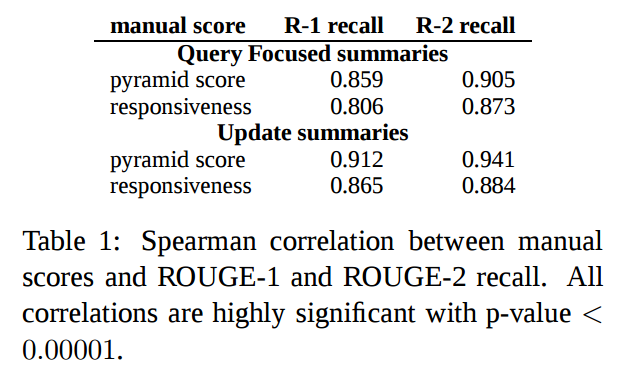 manual score R-1 recall R-2 recall
Query Focused summaries
pyramid score 0.859 0.905
responsiveness 0.806 0.873
Update summaries
pyramid score 0.912 0.941
responsiveness 0.865 0.884
Table 1: Spearman correlation between manual
scores and ROUGE-1 and ROUGE-2 recall. All
correlations are highly significant with p-value <
0.00001.